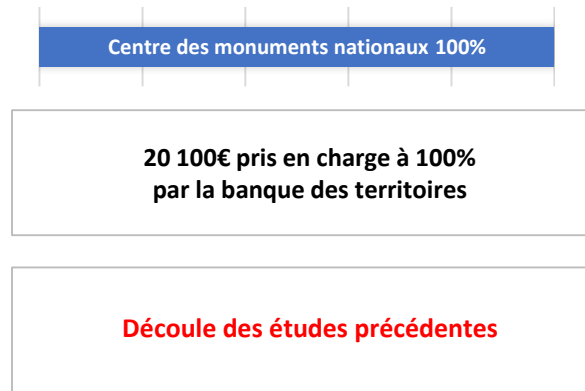 Centre des monuments nationaux 100%
20 100€ pris en charge à 100%
par la banque des territoires
Découle des études précédentes